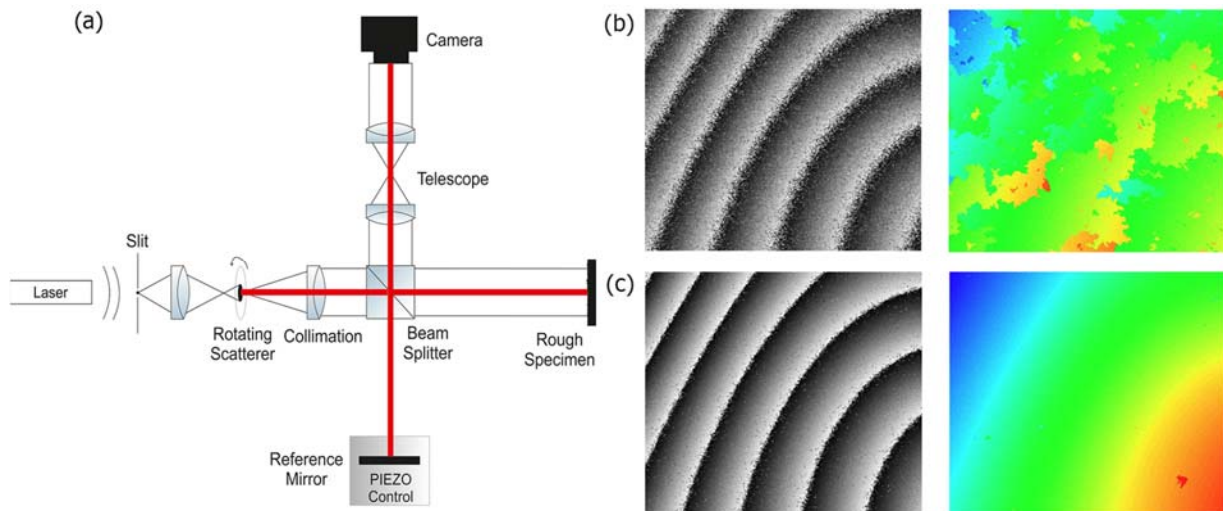 (a)
Camera
Telescope
Slit
Laser
Rotating
Scatterer
Collimation
Beam
Splitter
Rough
Specimen
Reference
Mirror
PIEZO
Control
(b)
(c)